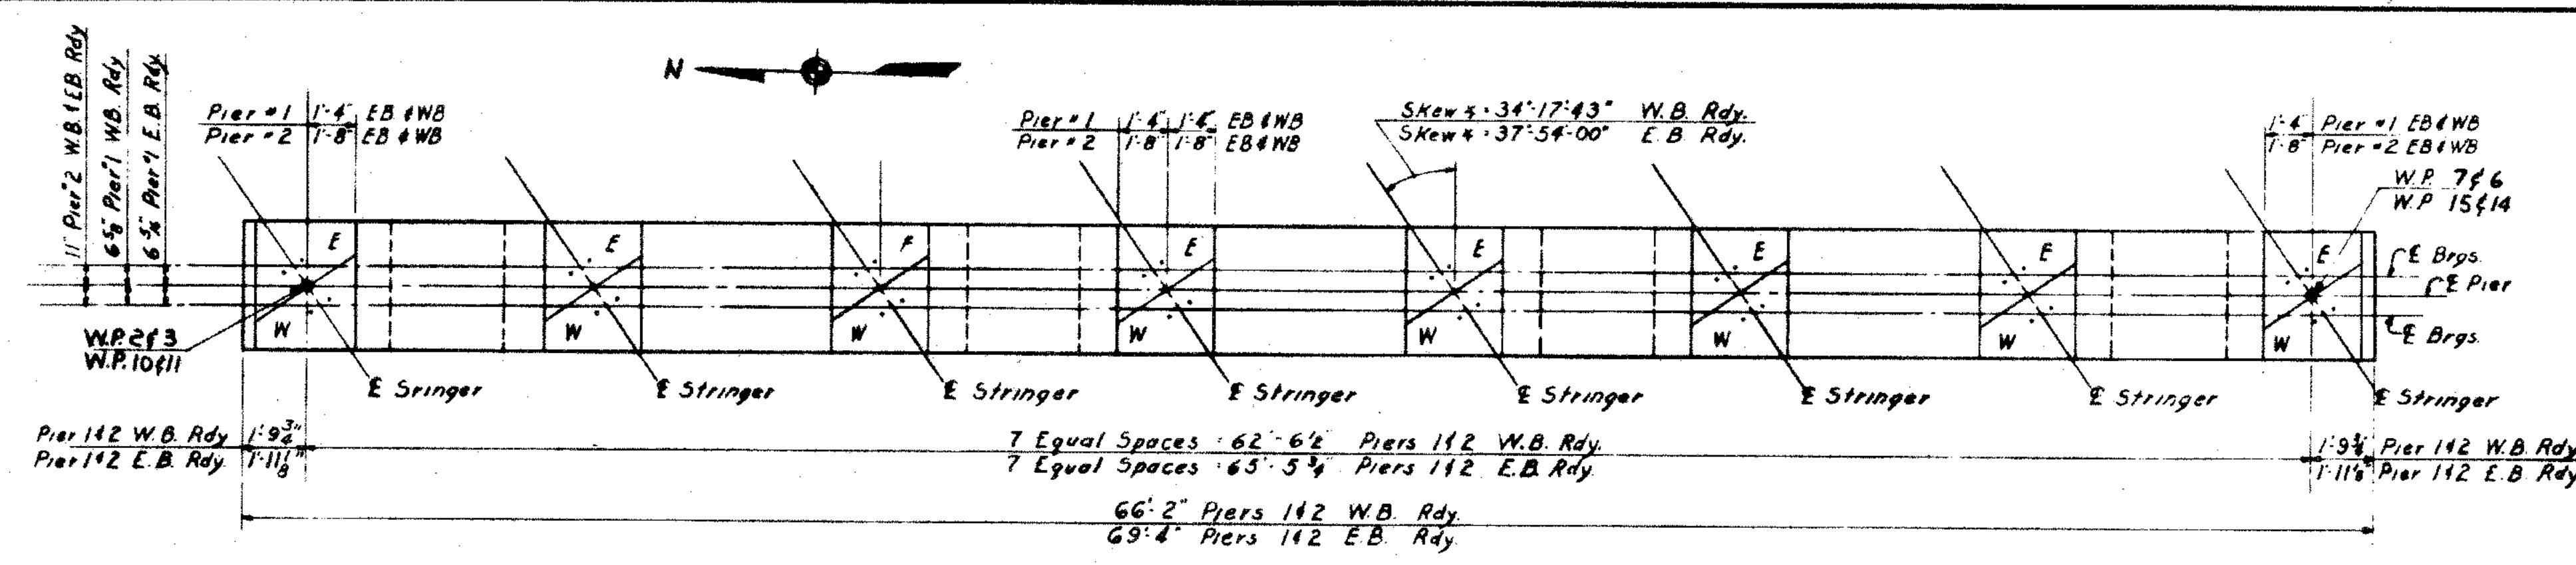 11" Pier #2 W.B. & E.B. Rdy
6 5/8" Pier #1 W.B. Rdy
6 5/16" Pier #1 E.B. Rdy.
N
Pier #1 1'-4" EB & WB
Pier #2 1'-8" EB & WB
Pier #1 1'-4" 1'-4" EB & WB
Pier #2 1'-8" 1'-8" EB & WB
Skew ∡ = 34°-17'-43" W.B. Rdy.
Skew ∡ = 37°-54'-00" E.B. Rdy.
1'-4" Pier #1 EB & WB
1'-8" Pier #2 EB & WB
W.P. 7 & 6
W.P. 15 & 14
E
E
F
E
E
E
E
E
℄ Brgs.
℄ Pier
℄ Brgs.
W
W
W
W
W
W
W
W
W.P. 2 & 3
W.P. 10 & 11
℄ Sringer
℄ Stringer
℄ Stringer
℄ Stringer
℄ Stringer
℄ Stringer
℄ Stringer
℄ Stringer
Pier 1 & 2 W.B. Rdy 1'-9 3/4"
Pier 1 & 2 E.B. Rdy. 1'-11 1/8"
7 Equal Spaces = 62'-6 1/2" Piers 1 & 2 W.B. Rdy.
7 Equal Spaces = 65'-5 3/4" Piers 1 & 2 E.B. Rdy.
1'-9 3/4" Pier 1 & 2 W.B. Rdy
1'-11 1/8" Pier 1 & 2 E.B. Rdy
66'-2" Piers 1 & 2 W.B. Rdy.
69'-4" Piers 1 & 2 E.B. Rdy.